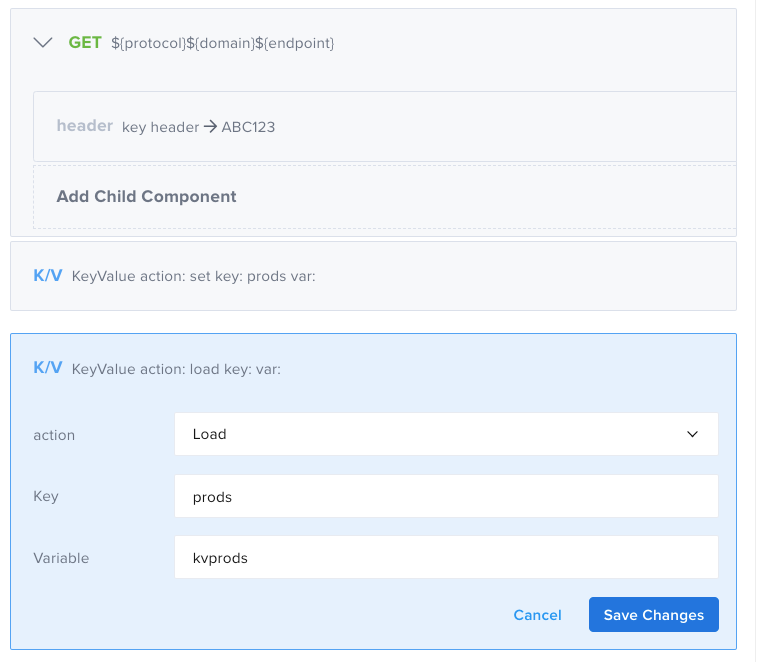 GET ${protocol}${domain}${endpoint}
header key header → ABC123
Add Child Component
K/V KeyValue action: set key: prods var:
K/V KeyValue action: load key: var:
action Load
Key prods
Variable kvprods
Cancel Save Changes